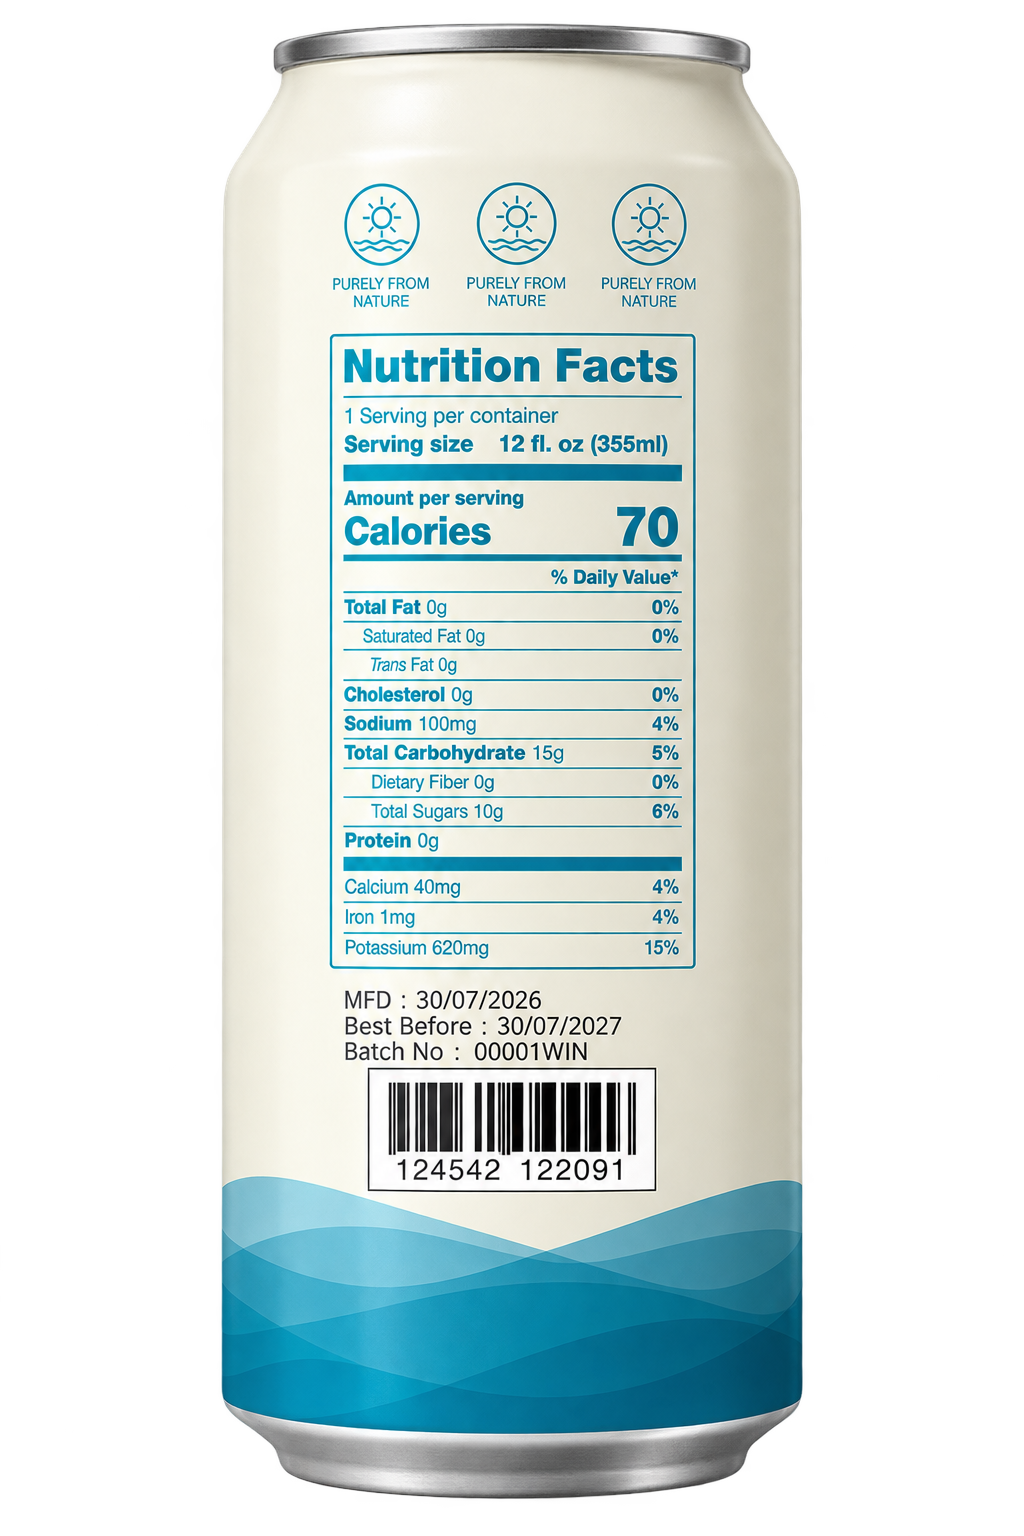 PURELY FROM
NATURE
PURELY FROM
NATURE
PURELY FROM
NATURE
Nutrition Facts
1 Serving per container
Serving size 12 fl. oz (355ml)
Amount per serving
Calories 70
% Daily Value*
Total Fat 0g 0%
Saturated Fat 0g 0%
Trans Fat 0g
Cholesterol 0g 0%
Sodium 100mg 4%
Total Carbohydrate 15g 5%
Dietary Fiber 0g 0%
Total Sugars 10g 6%
Protein 0g
Calcium 40mg 4%
Iron 1mg 4%
Potassium 620mg 15%
MFD : 30/07/2026
Best Before : 30/07/2027
Batch No : 00001WIN
124542 122091